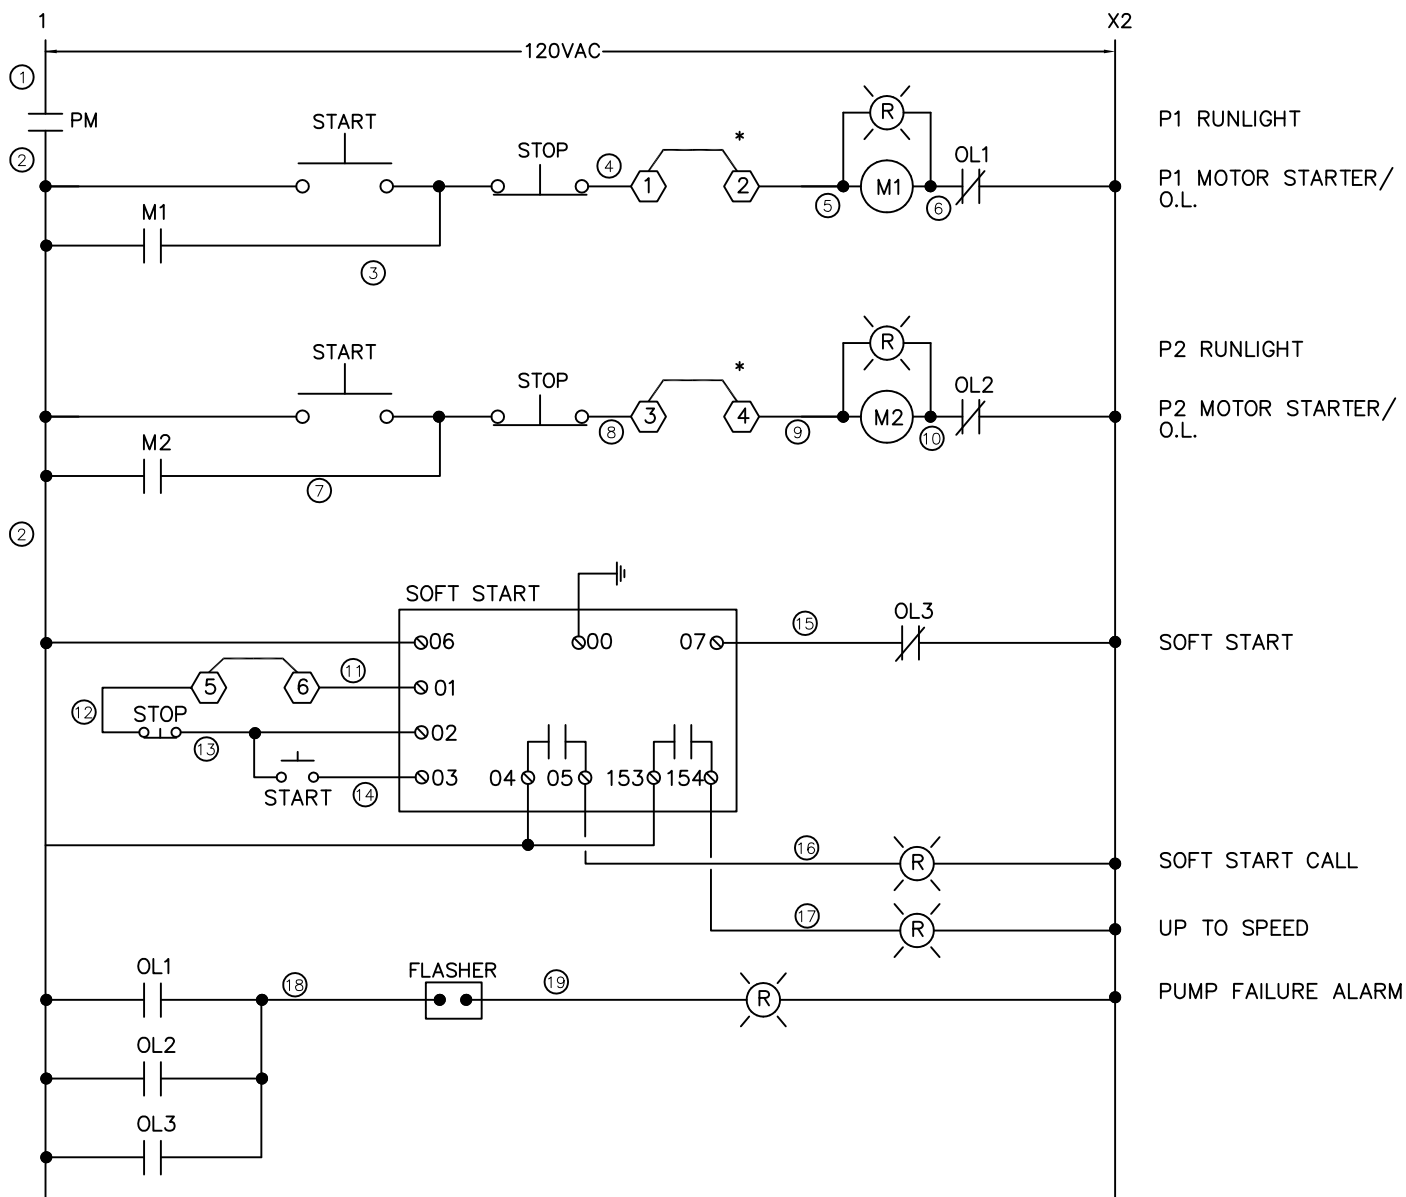 1
X2
120VAC
1
PM
P1 RUNLIGHT
START
R
*
STOP
OL1
2
4
1
2
M1
P1 MOTOR STARTER/
O.L.
5
6
M1
3
P2 RUNLIGHT
START
R
*
STOP
OL2
3
4
M2
P2 MOTOR STARTER/
O.L.
8
9
10
M2
7
2
SOFT START
OL3
15
06
00
07
SOFT START
11
5
6
01
12
STOP
13
02
START
14
03
04
05
153
154
16
R
SOFT START CALL
17
R
UP TO SPEED
OL1
18
FLASHER
19
R
PUMP FAILURE ALARM
OL2
OL3